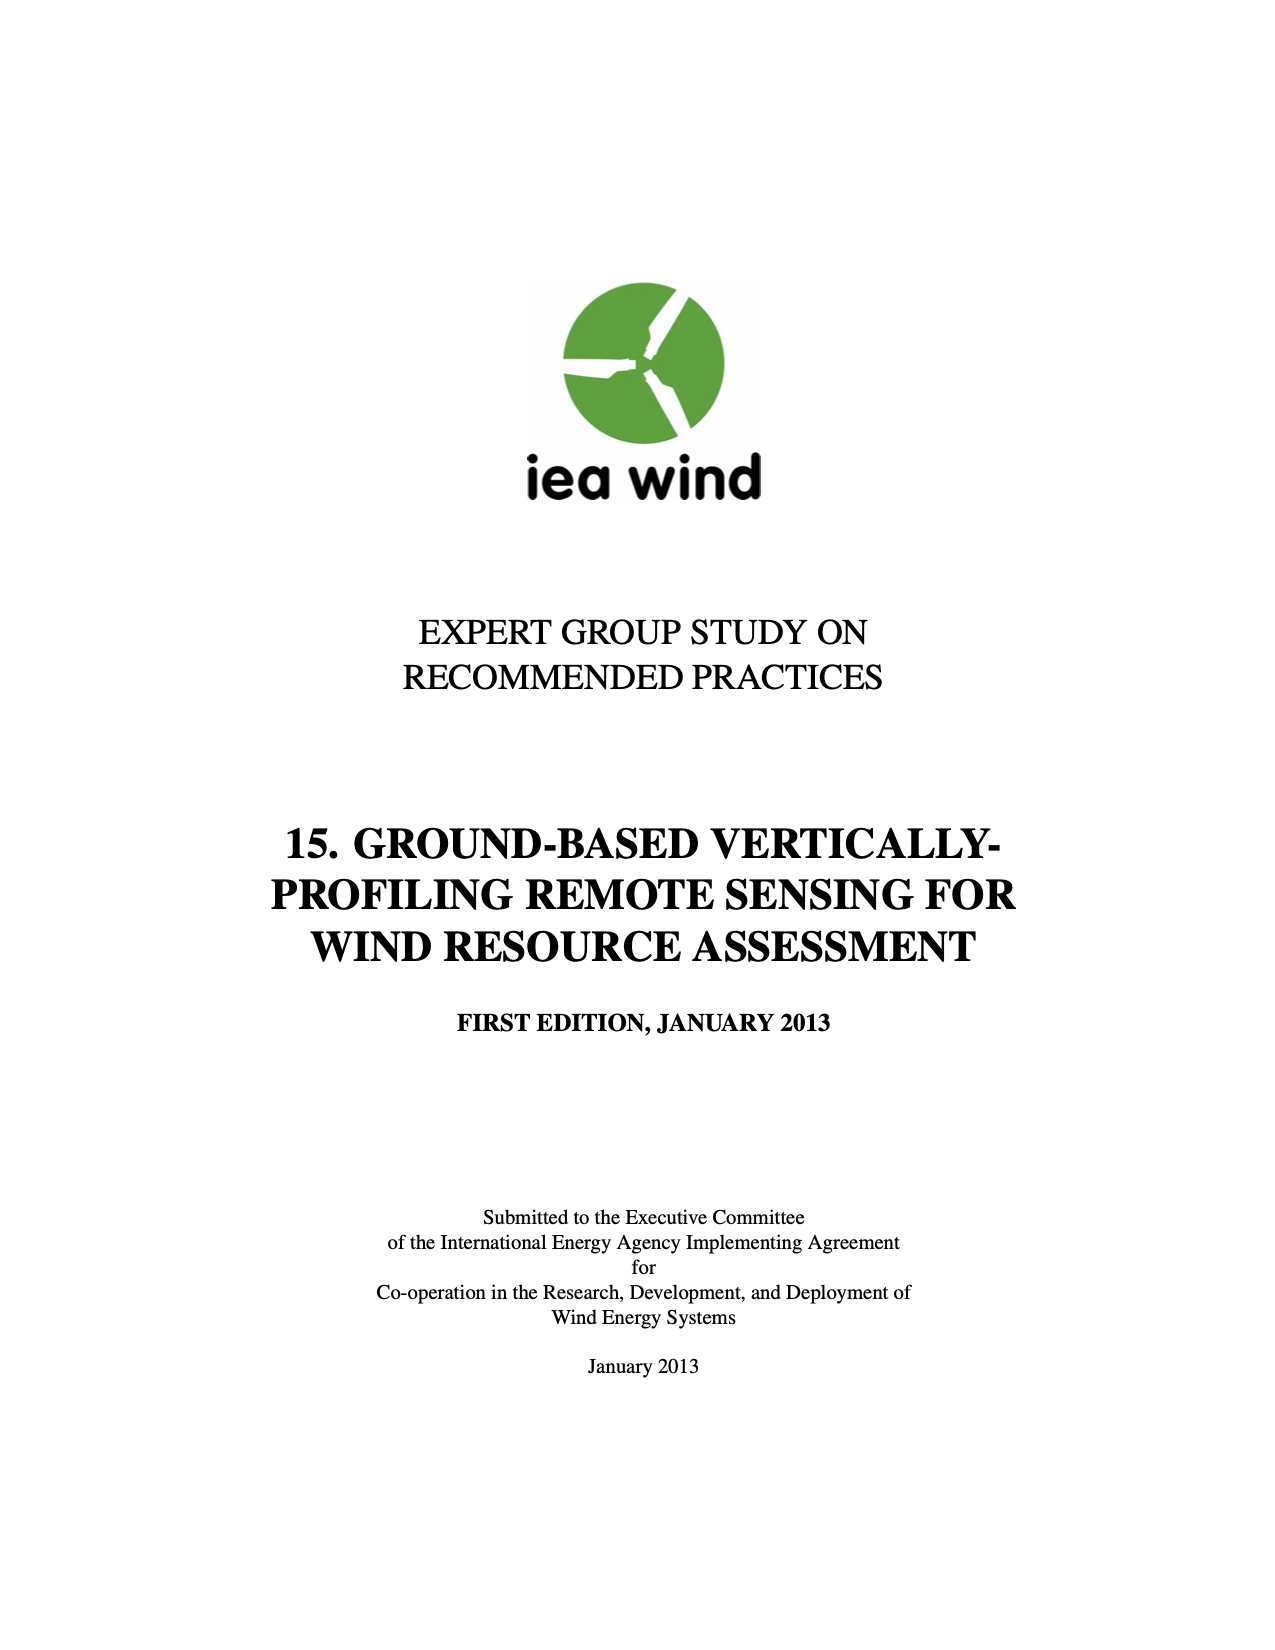 iea wind
EXPERT GROUP STUDY ON
RECOMMENDED PRACTICES
15. GROUND-BASED VERTICALLY-
PROFILING REMOTE SENSING FOR
WIND RESOURCE ASSESSMENT
FIRST EDITION, JANUARY 2013
Submitted to the Executive Committee
of the International Energy Agency Implementing Agreement
for
Co-operation in the Research, Development, and Deployment of
Wind Energy Systems
January 2013